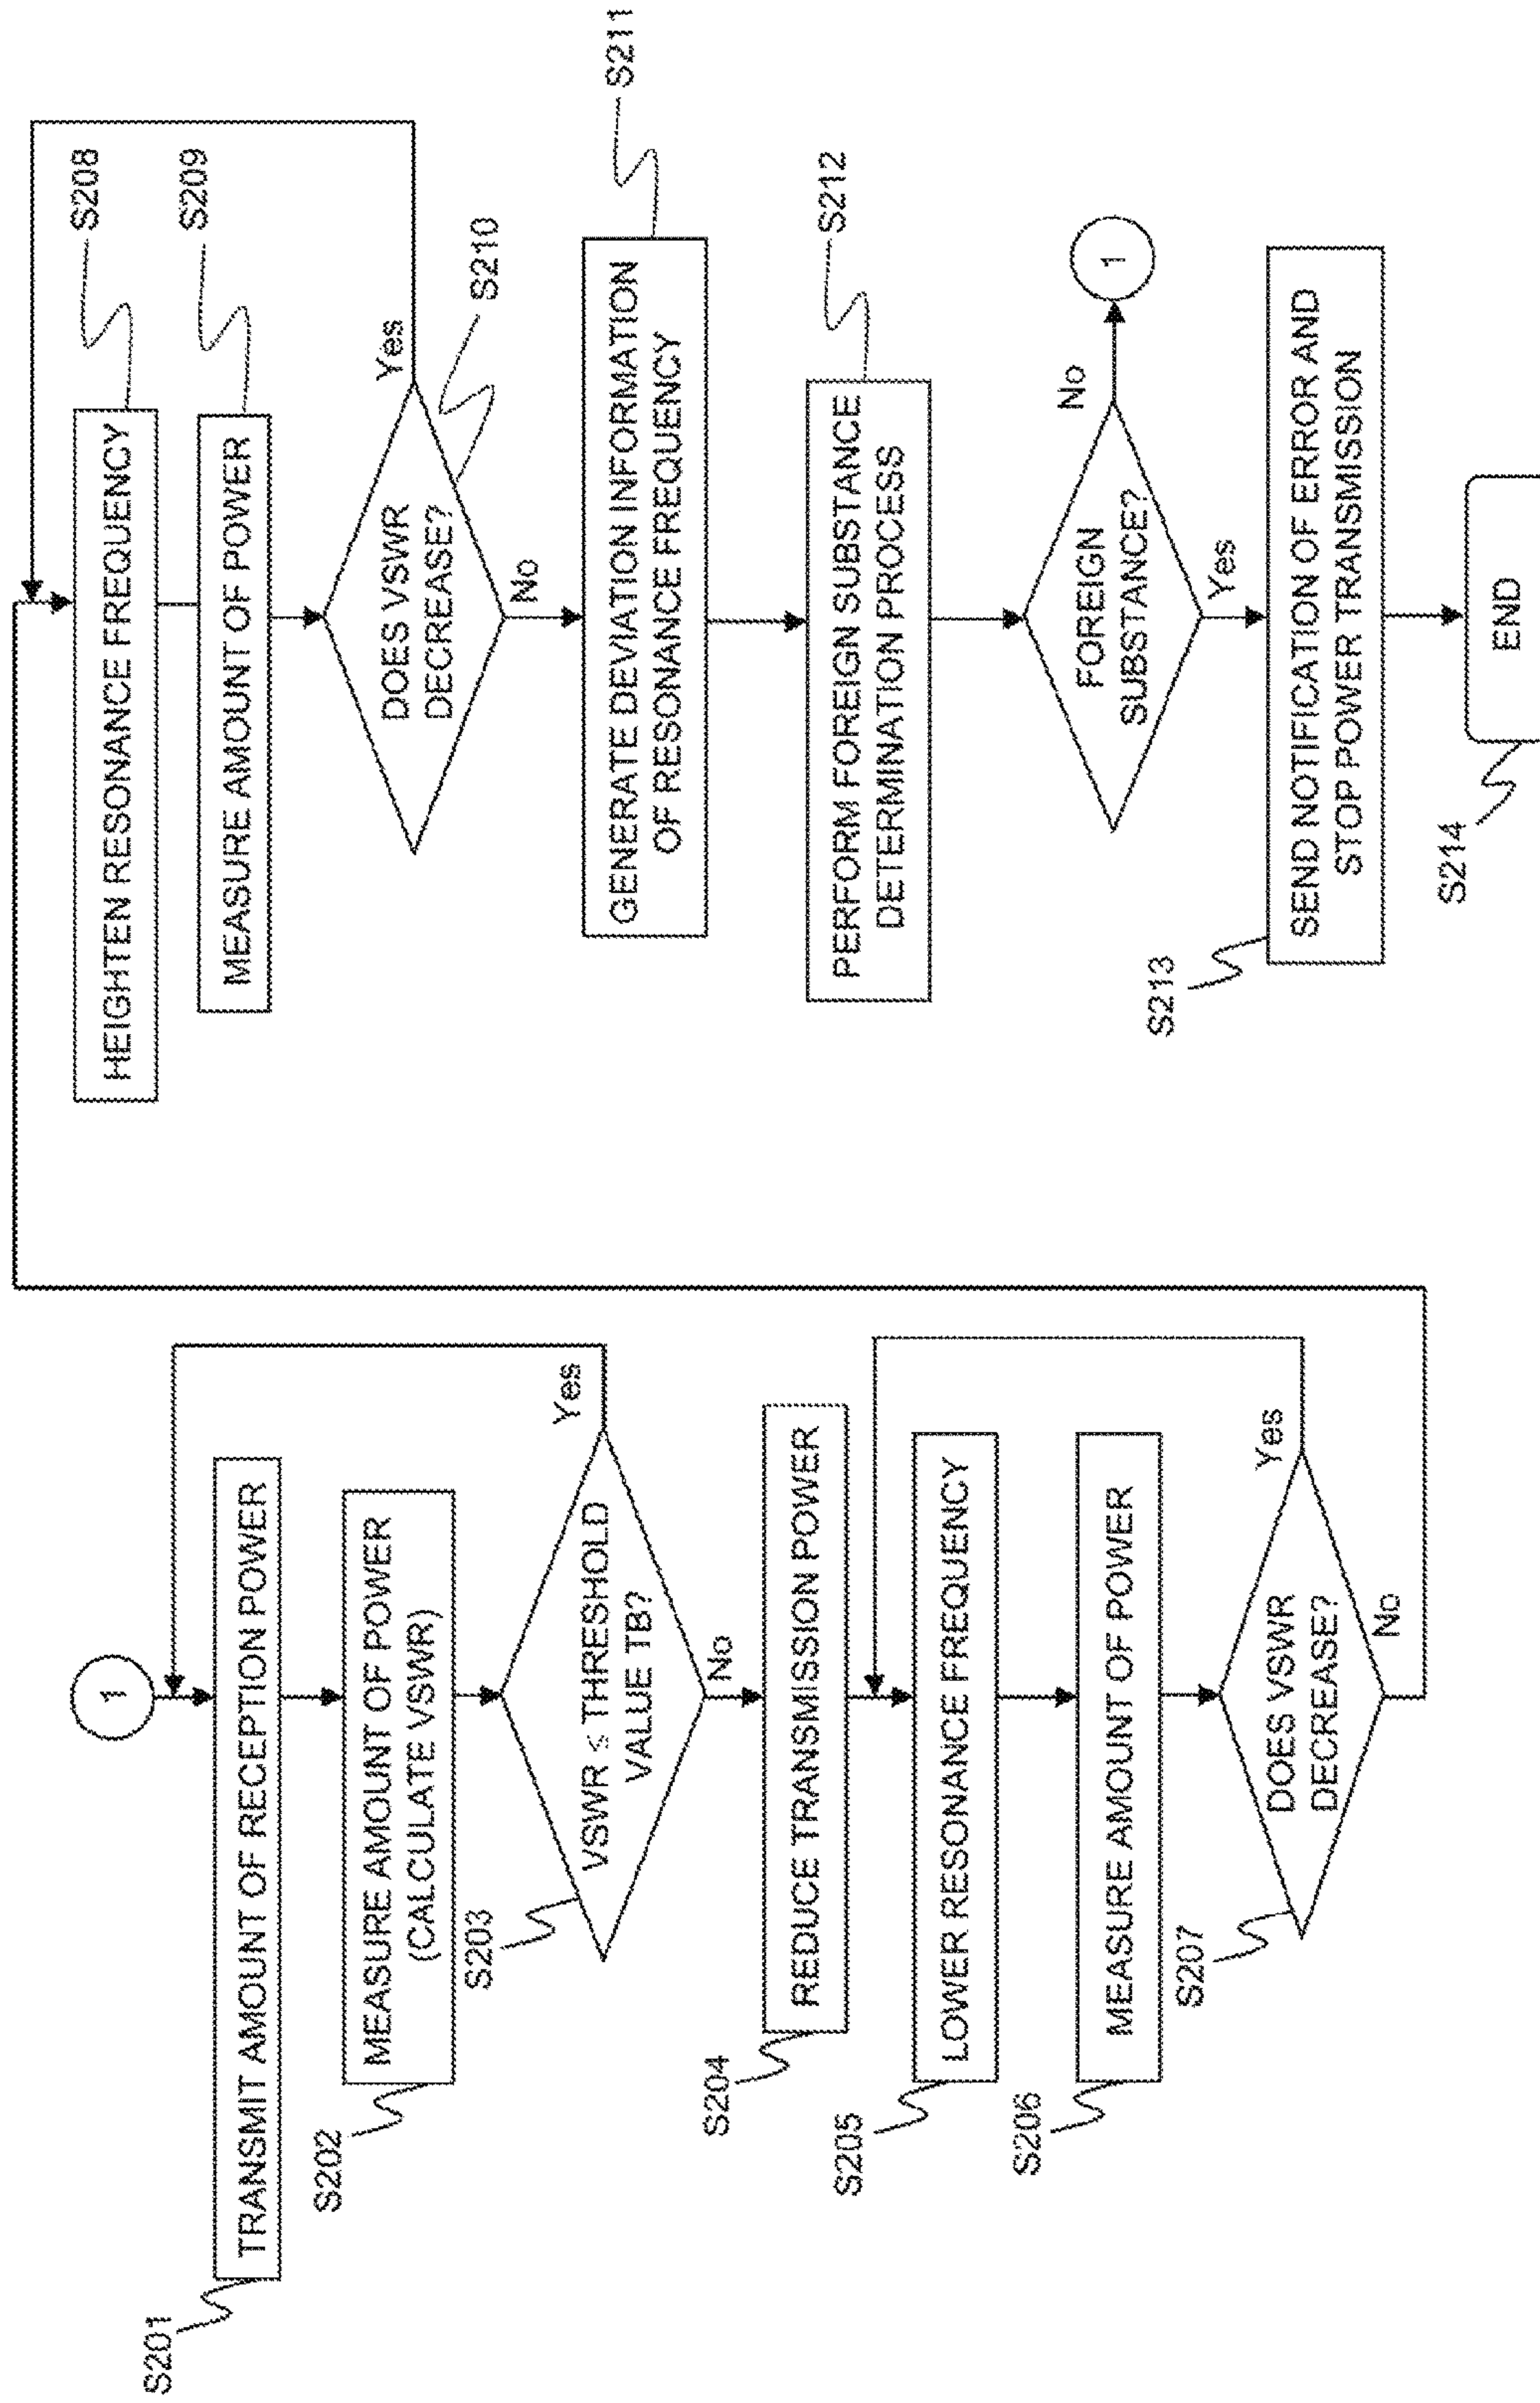 1
S201
TRANSMIT AMOUNT OF RECEPTION POWER
S202
MEASURE AMOUNT OF POWER
(CALCULATE VSWR)
S203
VSWR ≤ THRESHOLD
VALUE TB?
Yes
No
S204
REDUCE TRANSMISSION POWER
S205
LOWER RESONANCE FREQUENCY
S206
MEASURE AMOUNT OF POWER
S207
DOES VSWR
DECREASE?
Yes
No
HEIGHTEN RESONANCE FREQUENCY
S208
MEASURE AMOUNT OF POWER
S209
DOES VSWR
DECREASE?
Yes
S210
No
GENERATE DEVIATION INFORMATION
OF RESONANCE FREQUENCY
S211
PERFORM FOREIGN SUBSTANCE
DETERMINATION PROCESS
S212
FOREIGN
SUBSTANCE?
No
1
Yes
S213
SEND NOTIFICATION OF ERROR AND
STOP POWER TRANSMISSION
S214
END